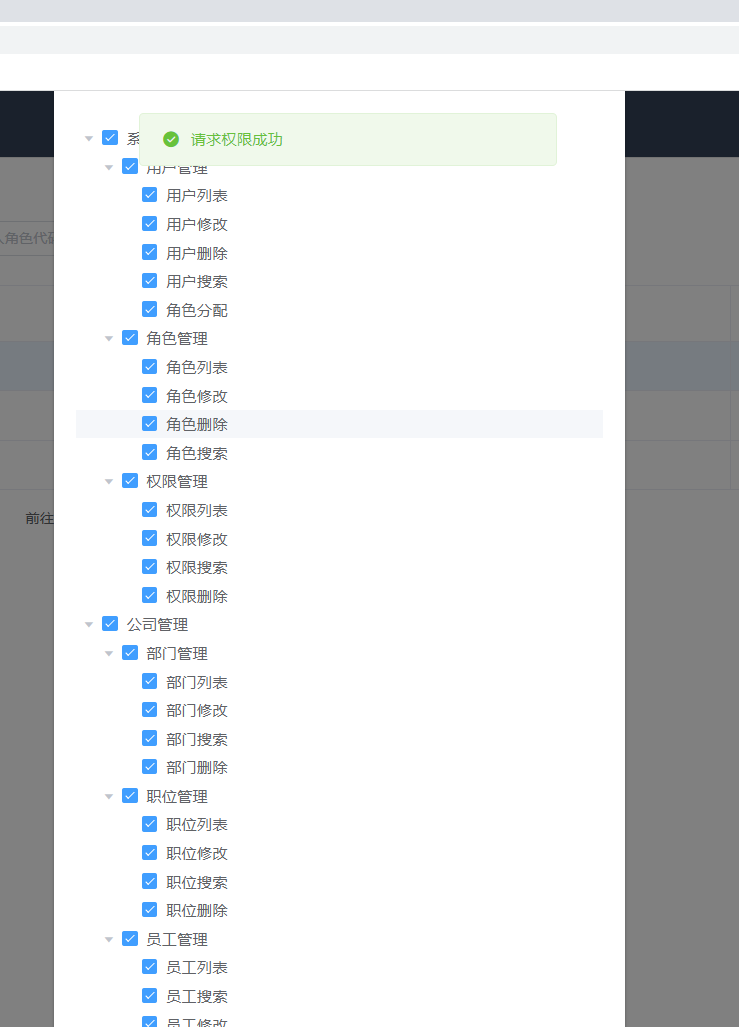 请求权限成功
系
用户管理
用户列表
用户修改
入角色代码
用户删除
用户搜索
角色分配
角色管理
角色列表
角色修改
角色删除
角色搜索
权限管理
权限列表
前往
权限修改
权限搜索
权限删除
公司管理
部门管理
部门列表
部门修改
部门搜索
部门删除
职位管理
职位列表
职位修改
职位搜索
职位删除
员工管理
员工列表
员工搜索
员工修改